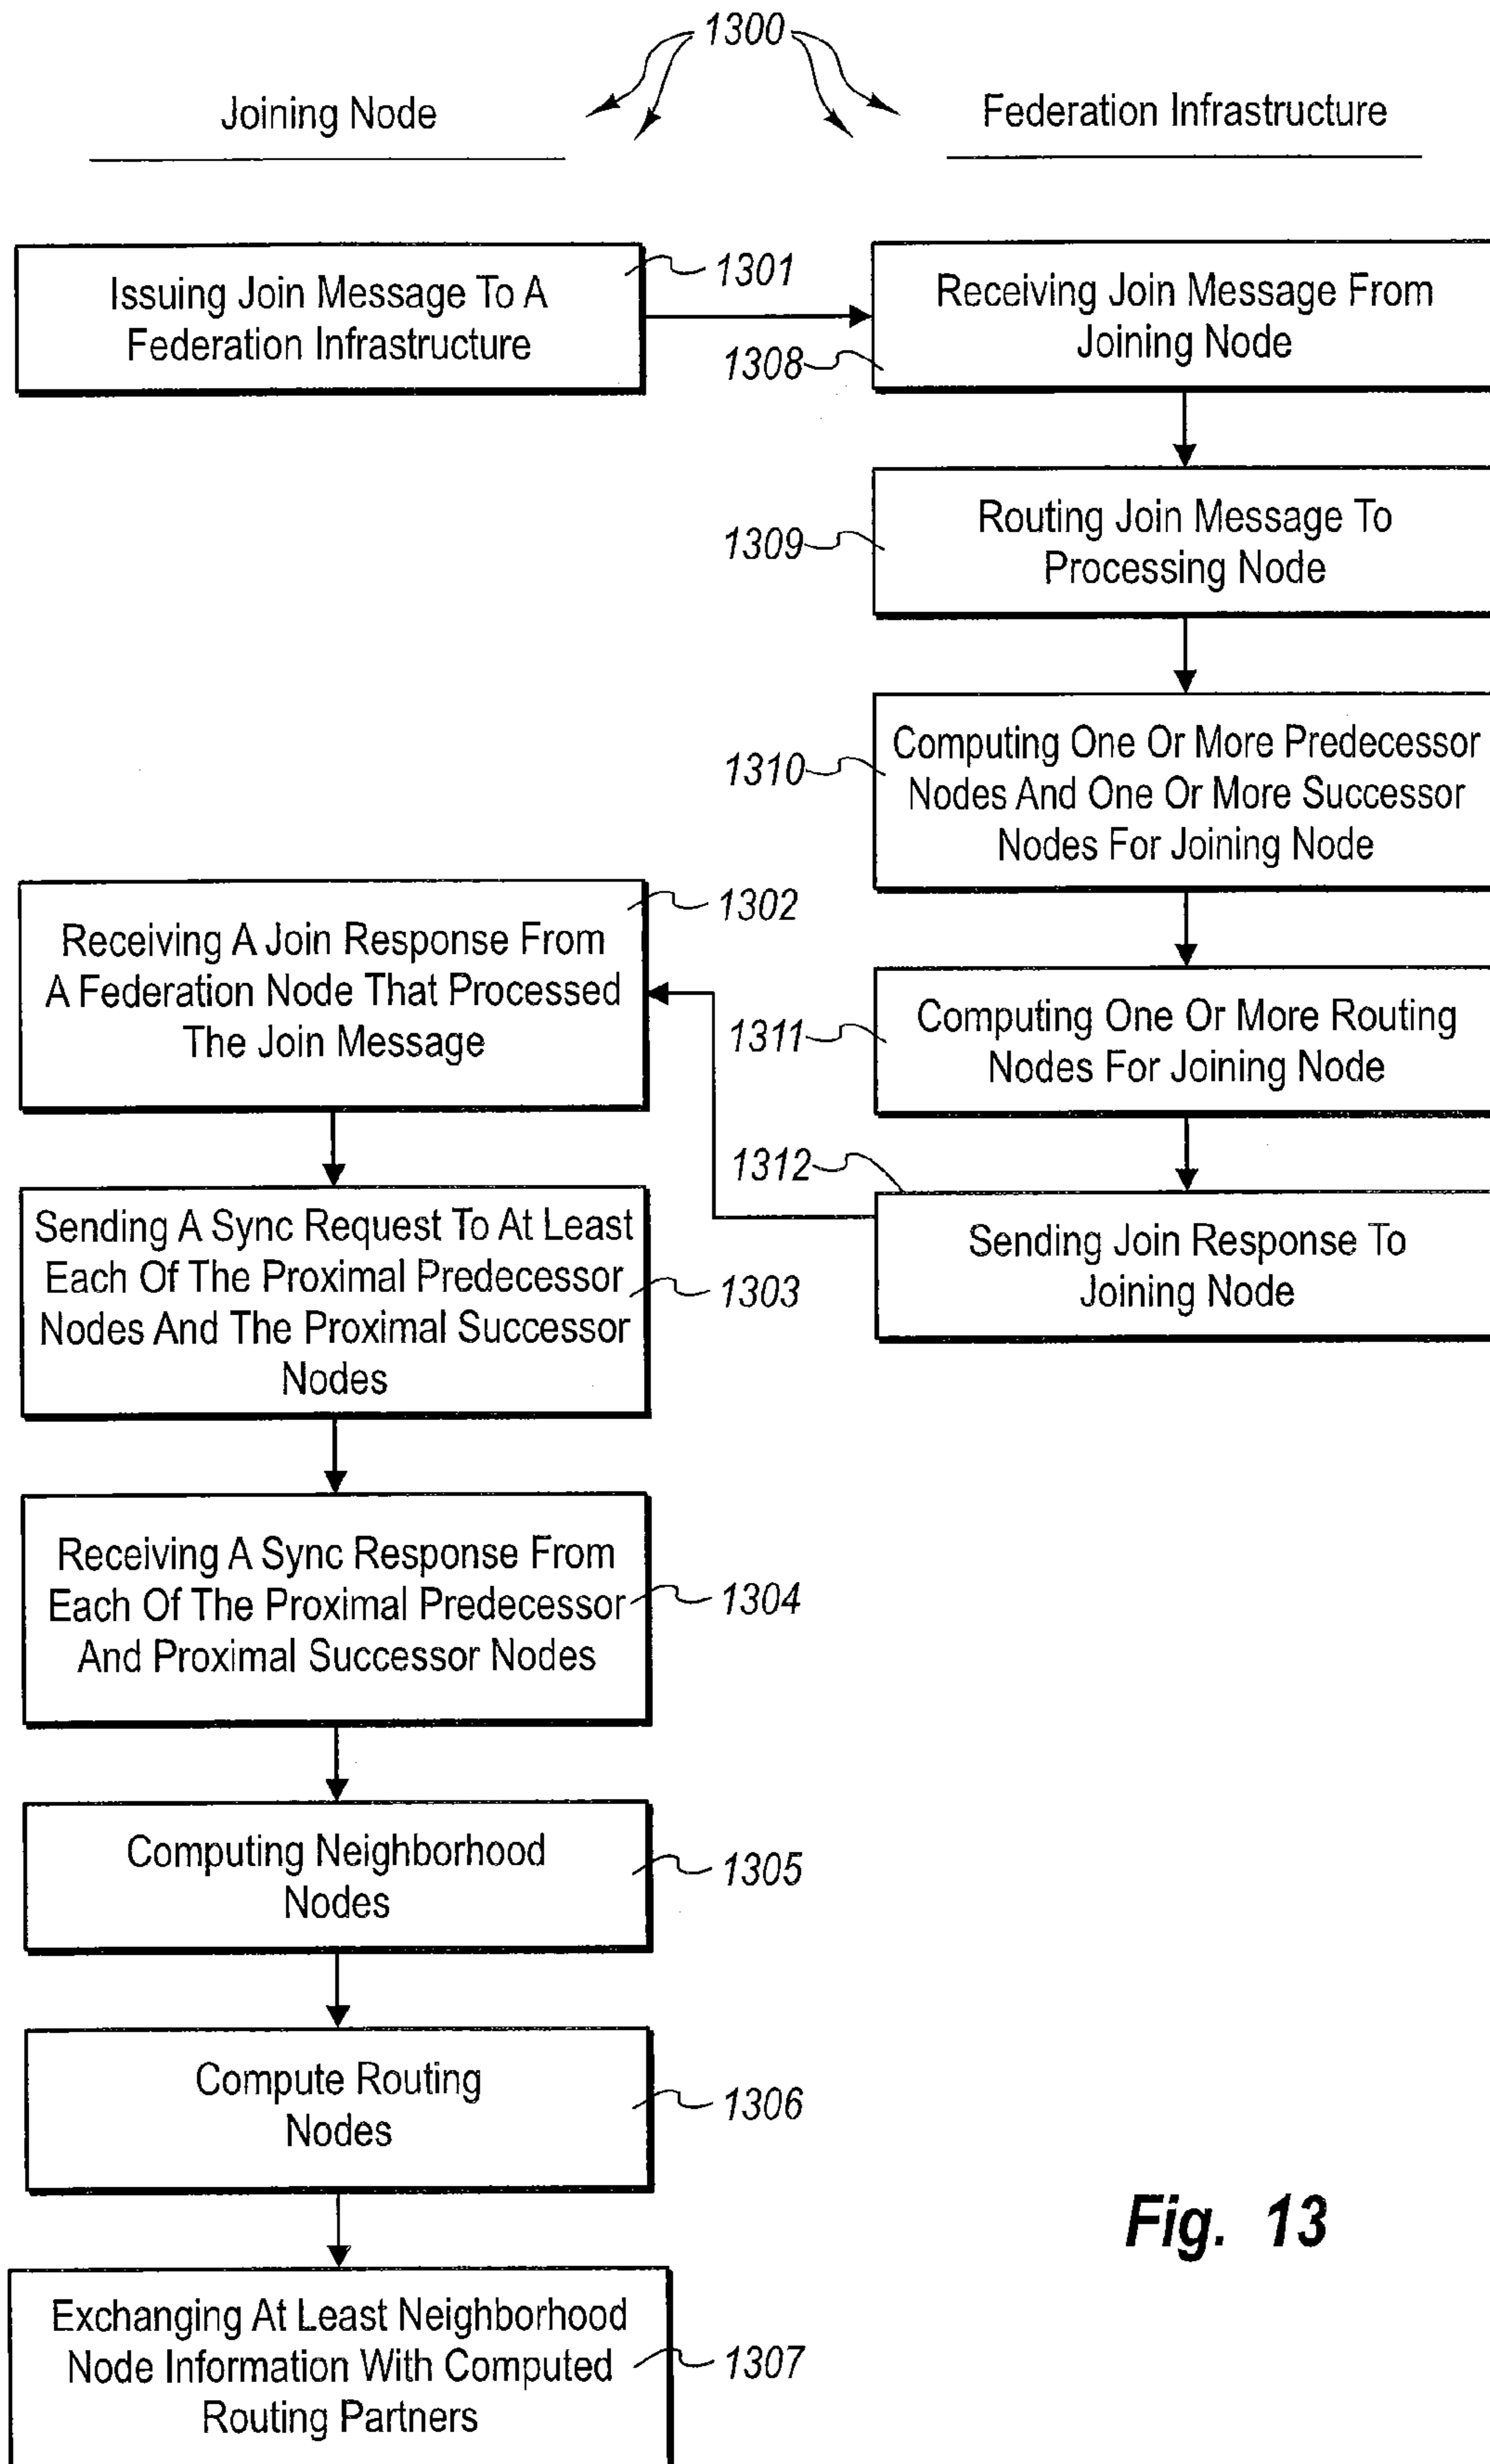 1300
Joining Node
Federation Infrastructure
Issuing Join Message To A
Federation Infrastructure
1301
Receiving Join Message From
Joining Node
1308
Routing Join Message To
Processing Node
1309
Computing One Or More Predecessor
Nodes And One Or More Successor
Nodes For Joining Node
1310
Receiving A Join Response From
A Federation Node That Processed
The Join Message
1302
Computing One Or More Routing
Nodes For Joining Node
1311
1312
Sending Join Response To
Joining Node
Sending A Sync Request To At Least
Each Of The Proximal Predecessor
Nodes And The Proximal Successor
Nodes
1303
Receiving A Sync Response From
Each Of The Proximal Predecessor
And Proximal Successor Nodes
1304
Computing Neighborhood
Nodes
1305
Compute Routing
Nodes
1306
Exchanging At Least Neighborhood
Node Information With Computed
Routing Partners
1307
Fig. 13